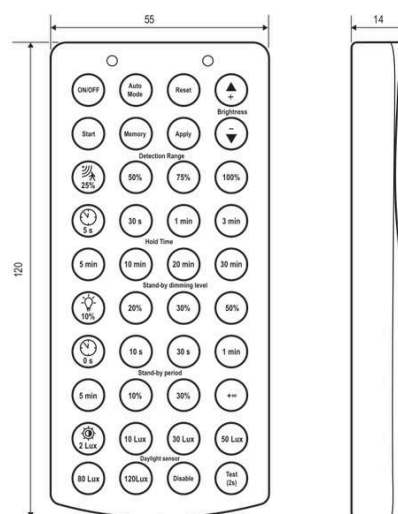 55
14
120
ON/OFF
Auto
Mode
Reset
+
Brightness
Start
Memory
Apply
−
Detection Range
25%
50%
75%
100%
5 s
30 s
1 min
3 min
Hold Time
5 min
10 min
20 min
30 min
Stand-by dimming level
10%
20%
30%
50%
0 s
10 s
30 s
1 min
Stand-by period
5 min
10%
30%
+∞
2 Lux
10 Lux
30 Lux
50 Lux
Daylight sensor
80 Lux
120Lux
Disable
Test
(2s)